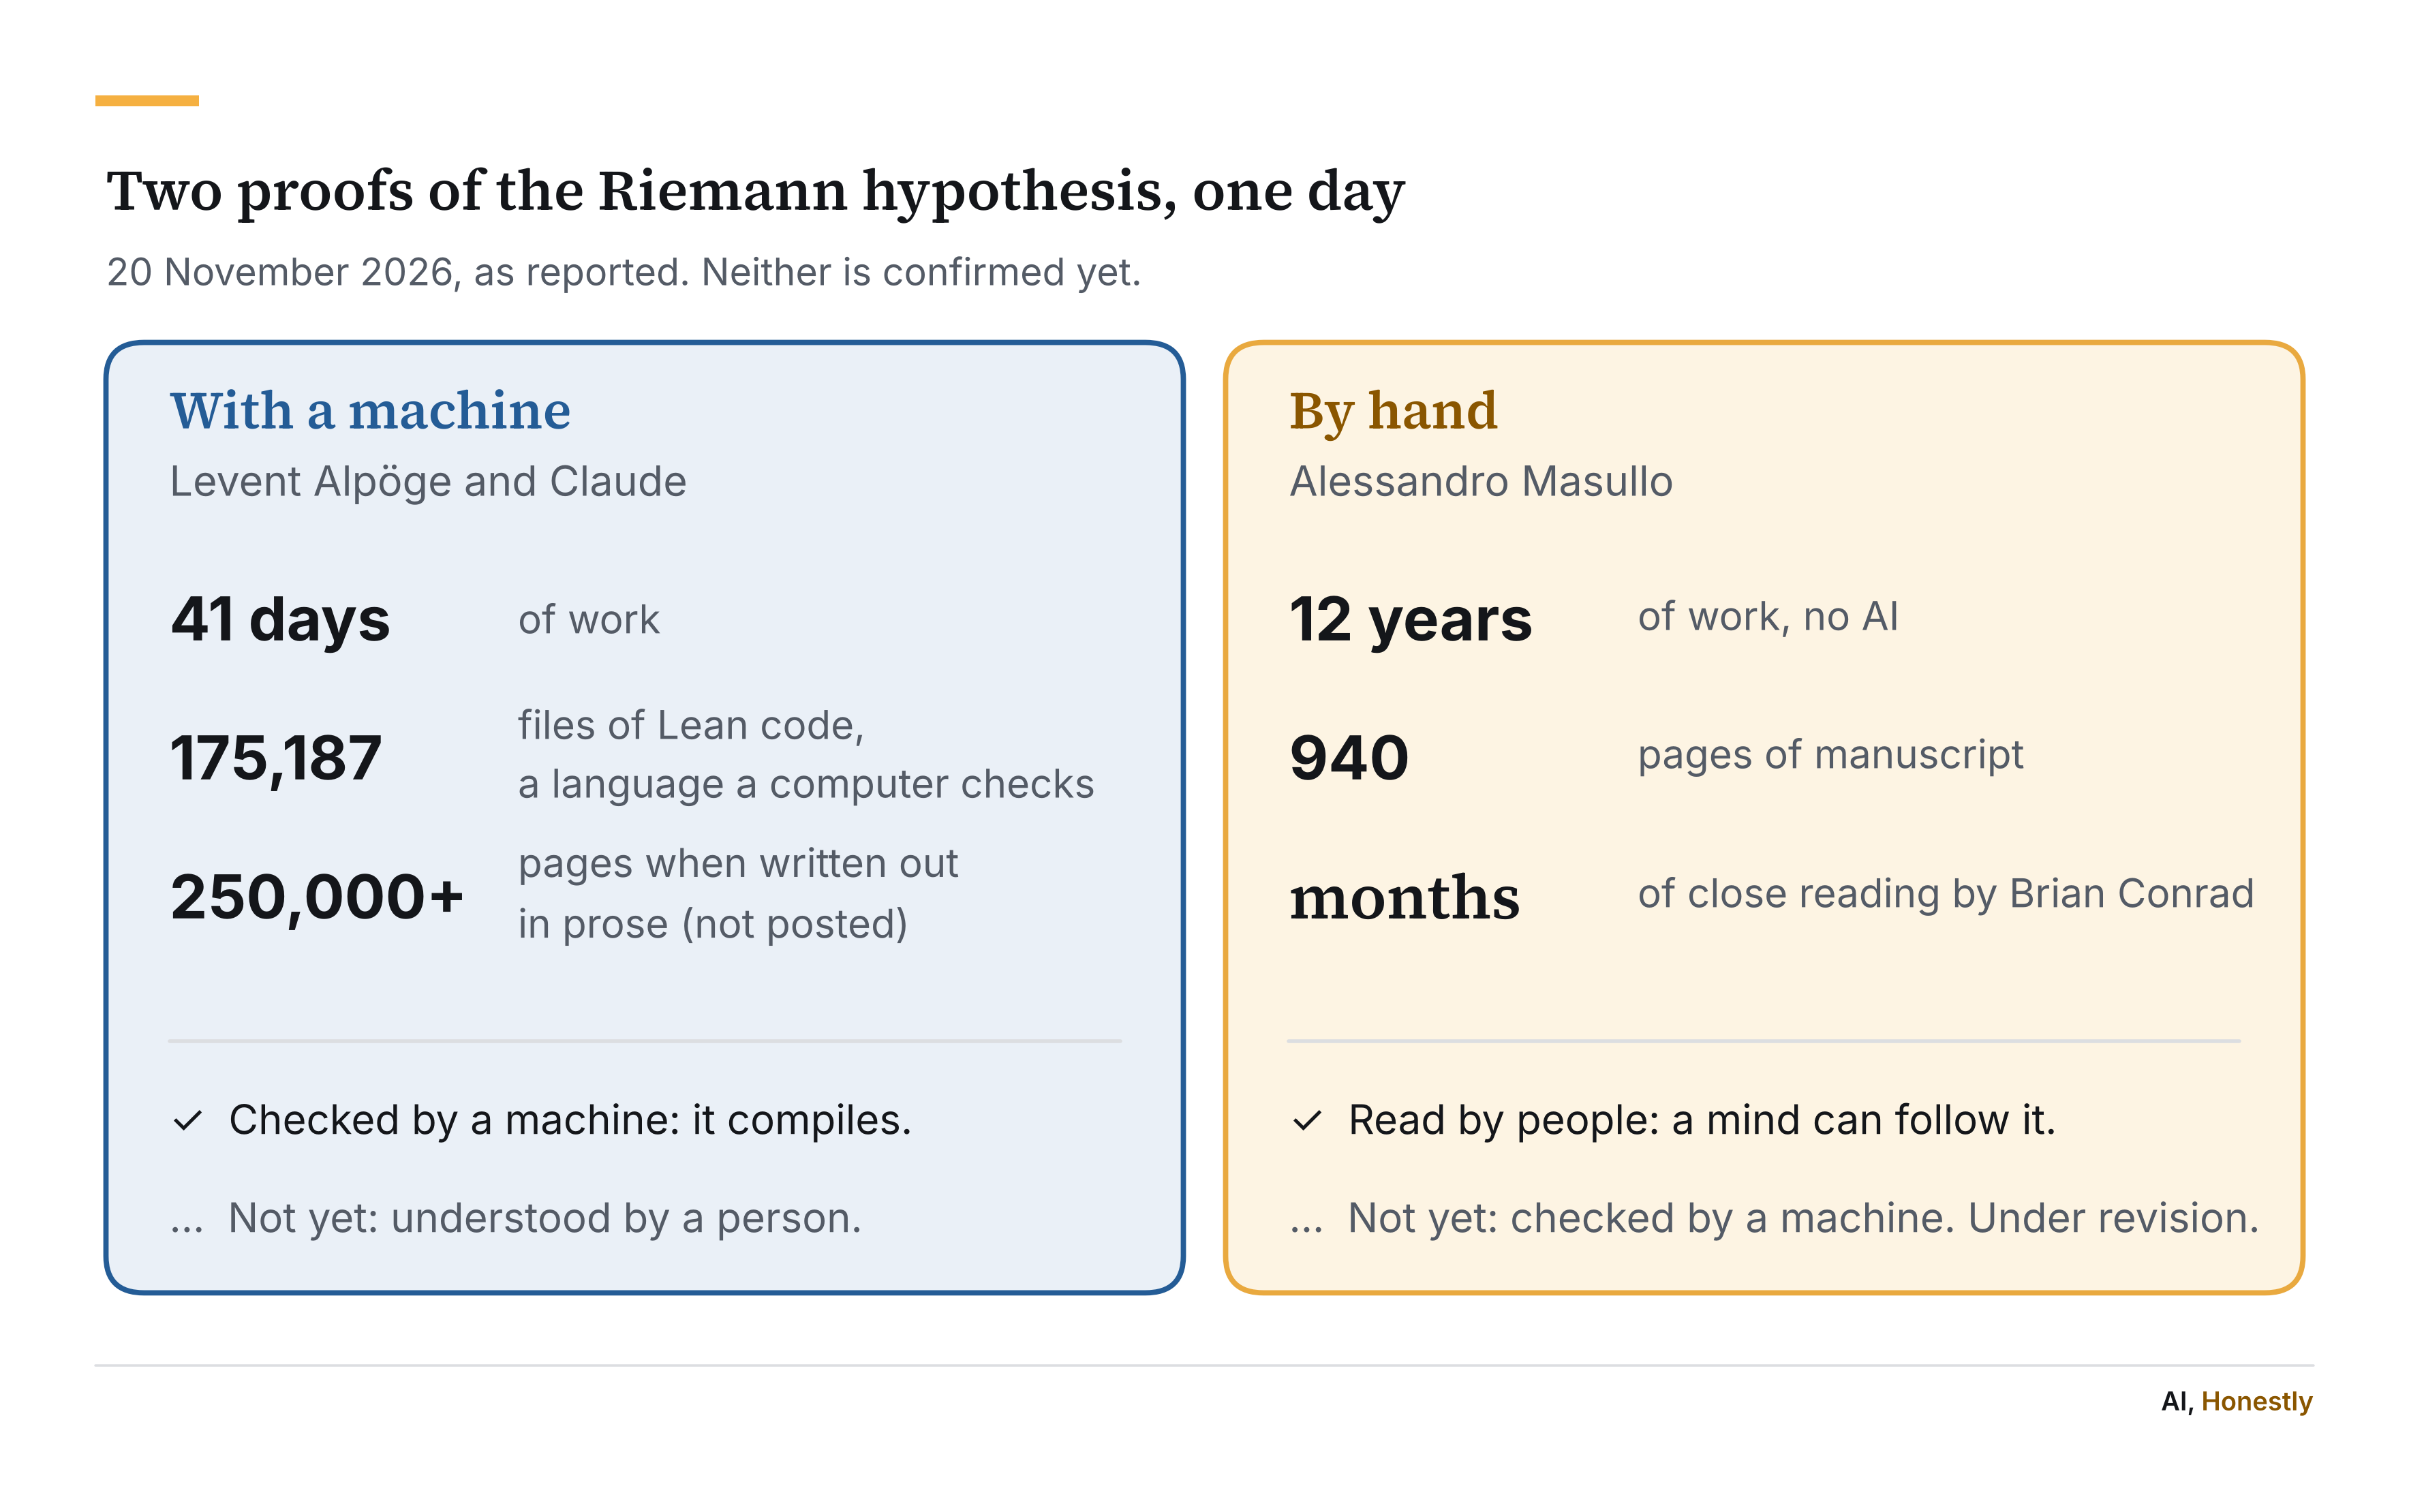 Two proofs of the Riemann hypothesis, one day
20 November 2026, as reported. Neither is confirmed yet.
With a machine
Levent Alpöge and Claude
41 days of work
175,187 files of Lean code,
a language a computer checks
250,000+ pages when written out
in prose (not posted)
✓ Checked by a machine: it compiles.
… Not yet: understood by a person.
By hand
Alessandro Masullo
12 years of work, no AI
940 pages of manuscript
months of close reading by Brian Conrad
✓ Read by people: a mind can follow it.
… Not yet: checked by a machine. Under revision.
AI, Honestly